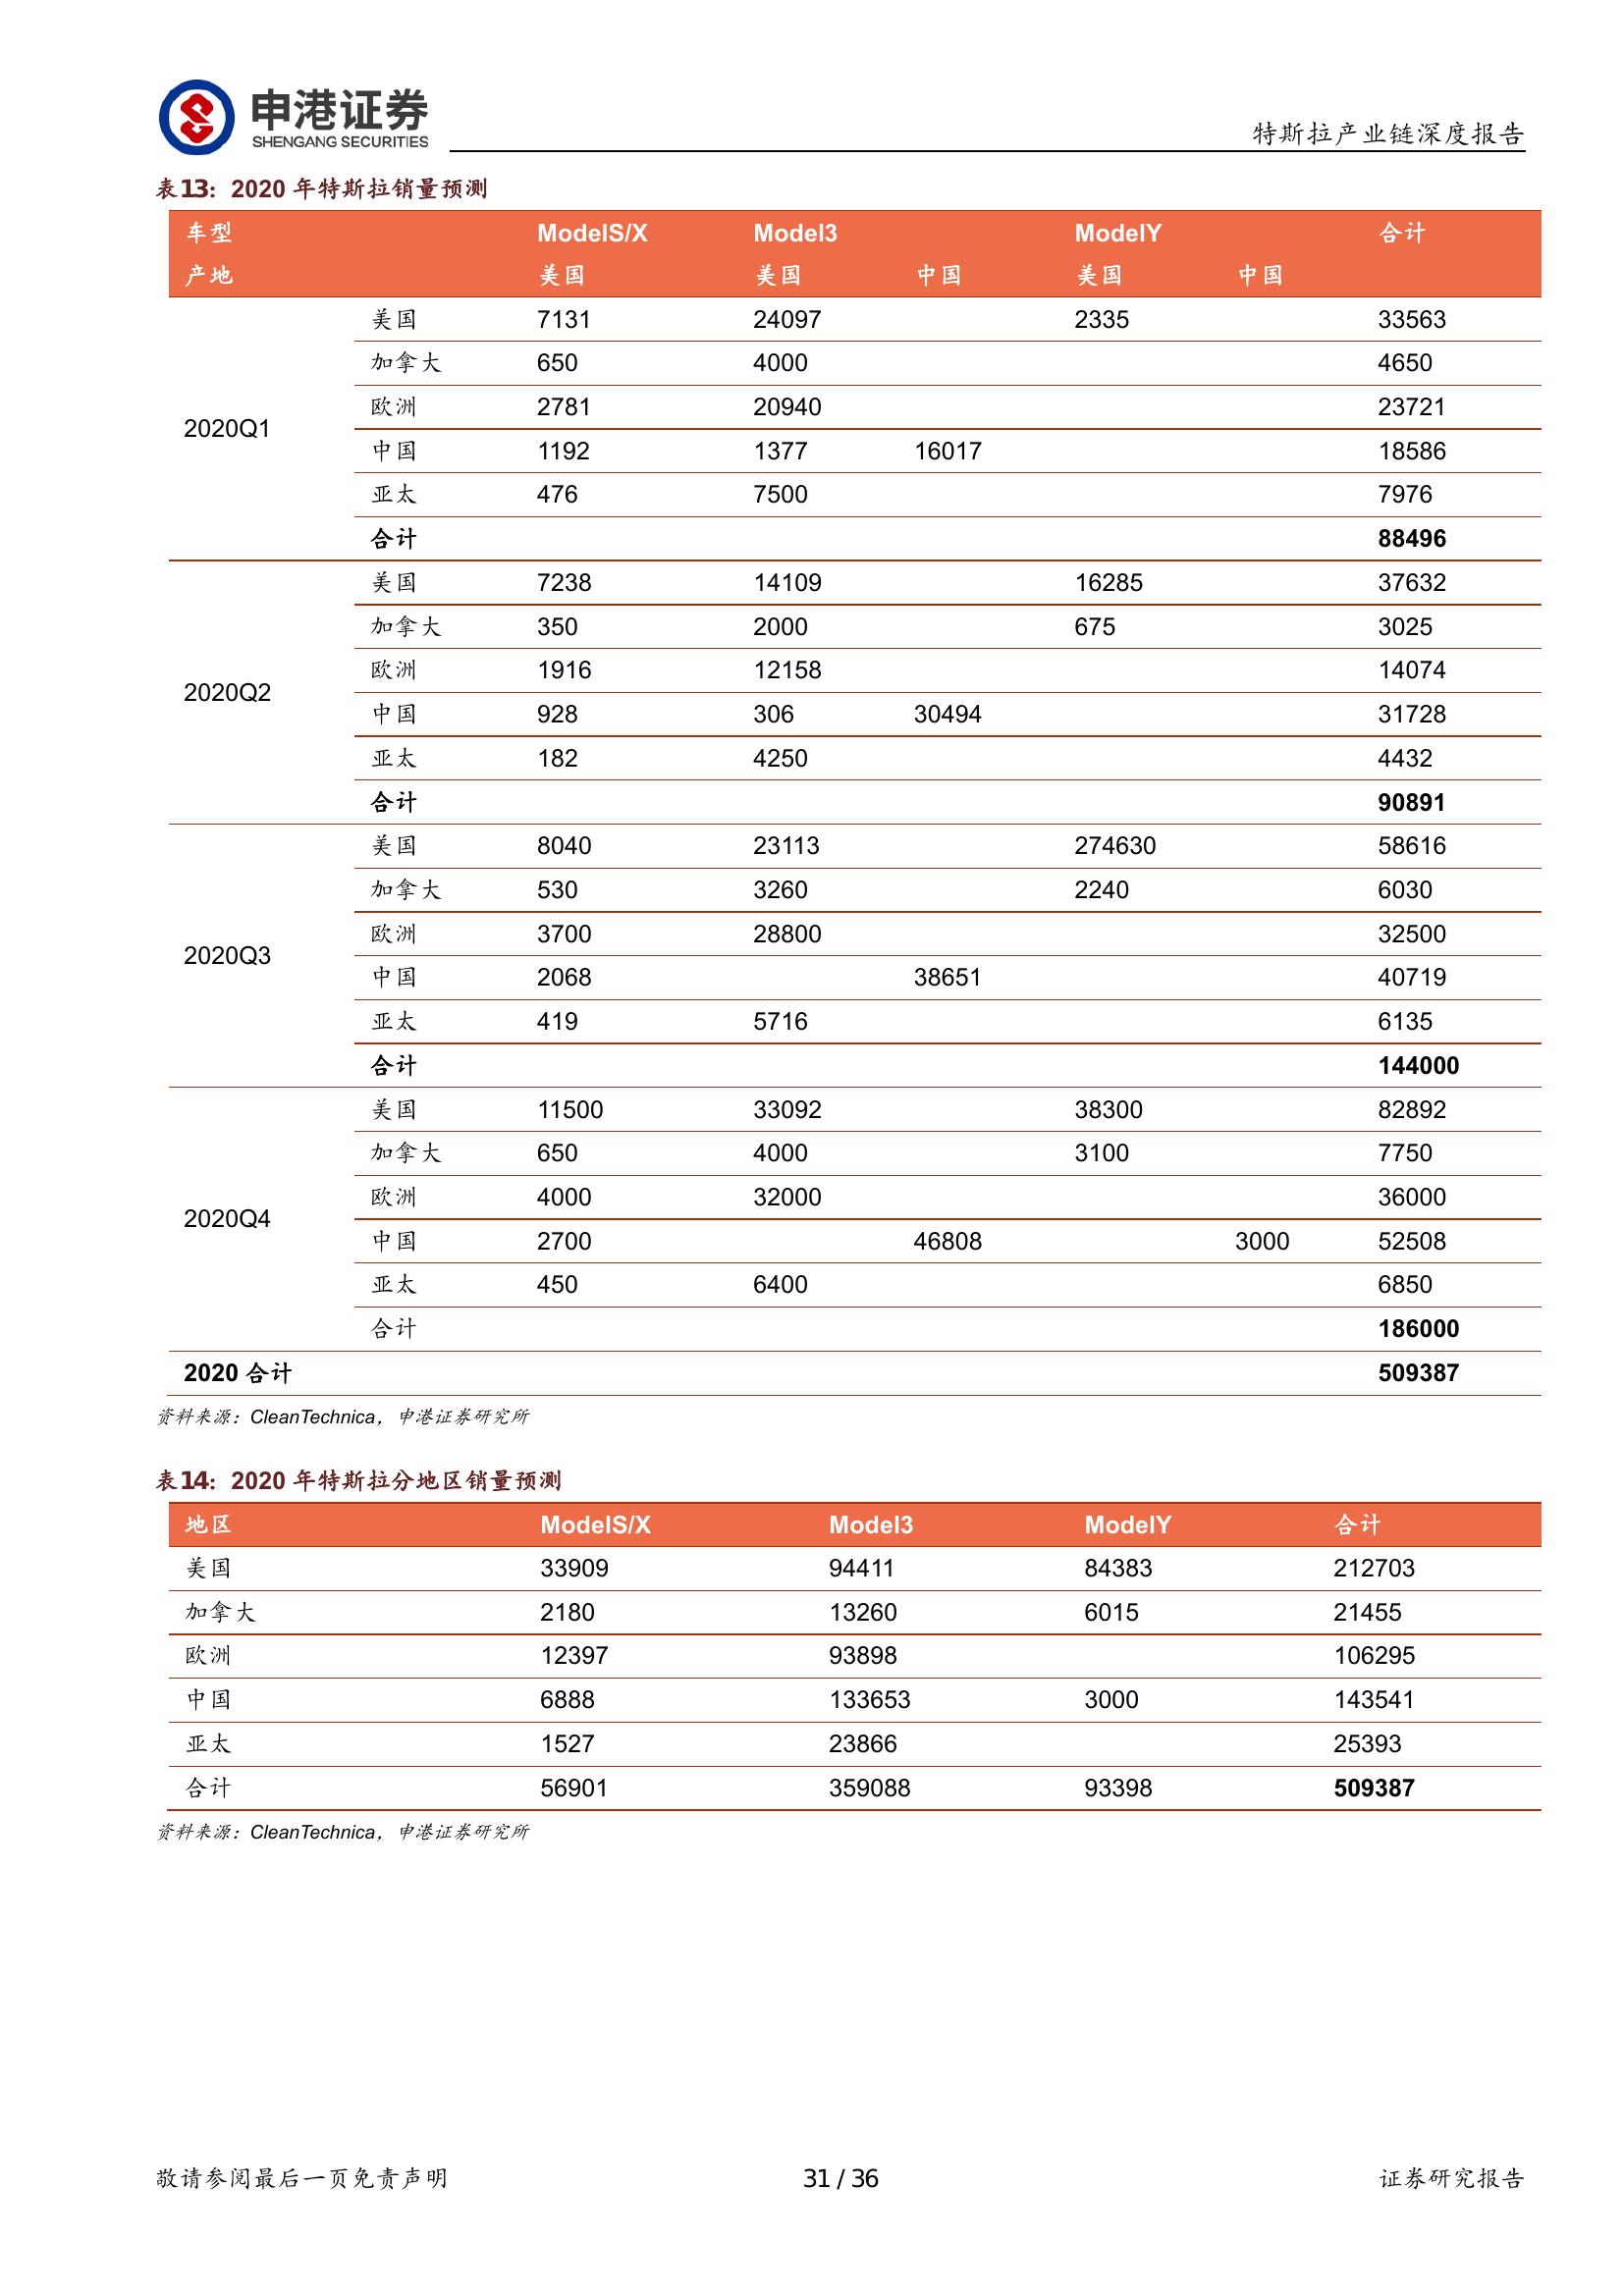 申港证券
SHENGANG SECURITIES
特斯拉产业链深度报告
表13：2020 年特斯拉销量预测
车型 ModelS/X Model3 ModelY 合计
产地 美国 美国 中国 美国 中国
2020Q1
美国 7131 24097 2335 33563
加拿大 650 4000 4650
欧洲 2781 20940 23721
中国 1192 1377 16017 18586
亚太 476 7500 7976
合计 88496
2020Q2
美国 7238 14109 16285 37632
加拿大 350 2000 675 3025
欧洲 1916 12158 14074
中国 928 306 30494 31728
亚太 182 4250 4432
合计 90891
2020Q3
美国 8040 23113 274630 58616
加拿大 530 3260 2240 6030
欧洲 3700 28800 32500
中国 2068 38651 40719
亚太 419 5716 6135
合计 144000
2020Q4
美国 11500 33092 38300 82892
加拿大 650 4000 3100 7750
欧洲 4000 32000 36000
中国 2700 46808 3000 52508
亚太 450 6400 6850
合计 186000
2020 合计 509387
资料来源：CleanTechnica，申港证券研究所
表14：2020 年特斯拉分地区销量预测
地区 ModelS/X Model3 ModelY 合计
美国 33909 94411 84383 212703
加拿大 2180 13260 6015 21455
欧洲 12397 93898 106295
中国 6888 133653 3000 143541
亚太 1527 23866 25393
合计 56901 359088 93398 509387
资料来源：CleanTechnica，申港证券研究所
敬请参阅最后一页免责声明 31 / 36 证券研究报告